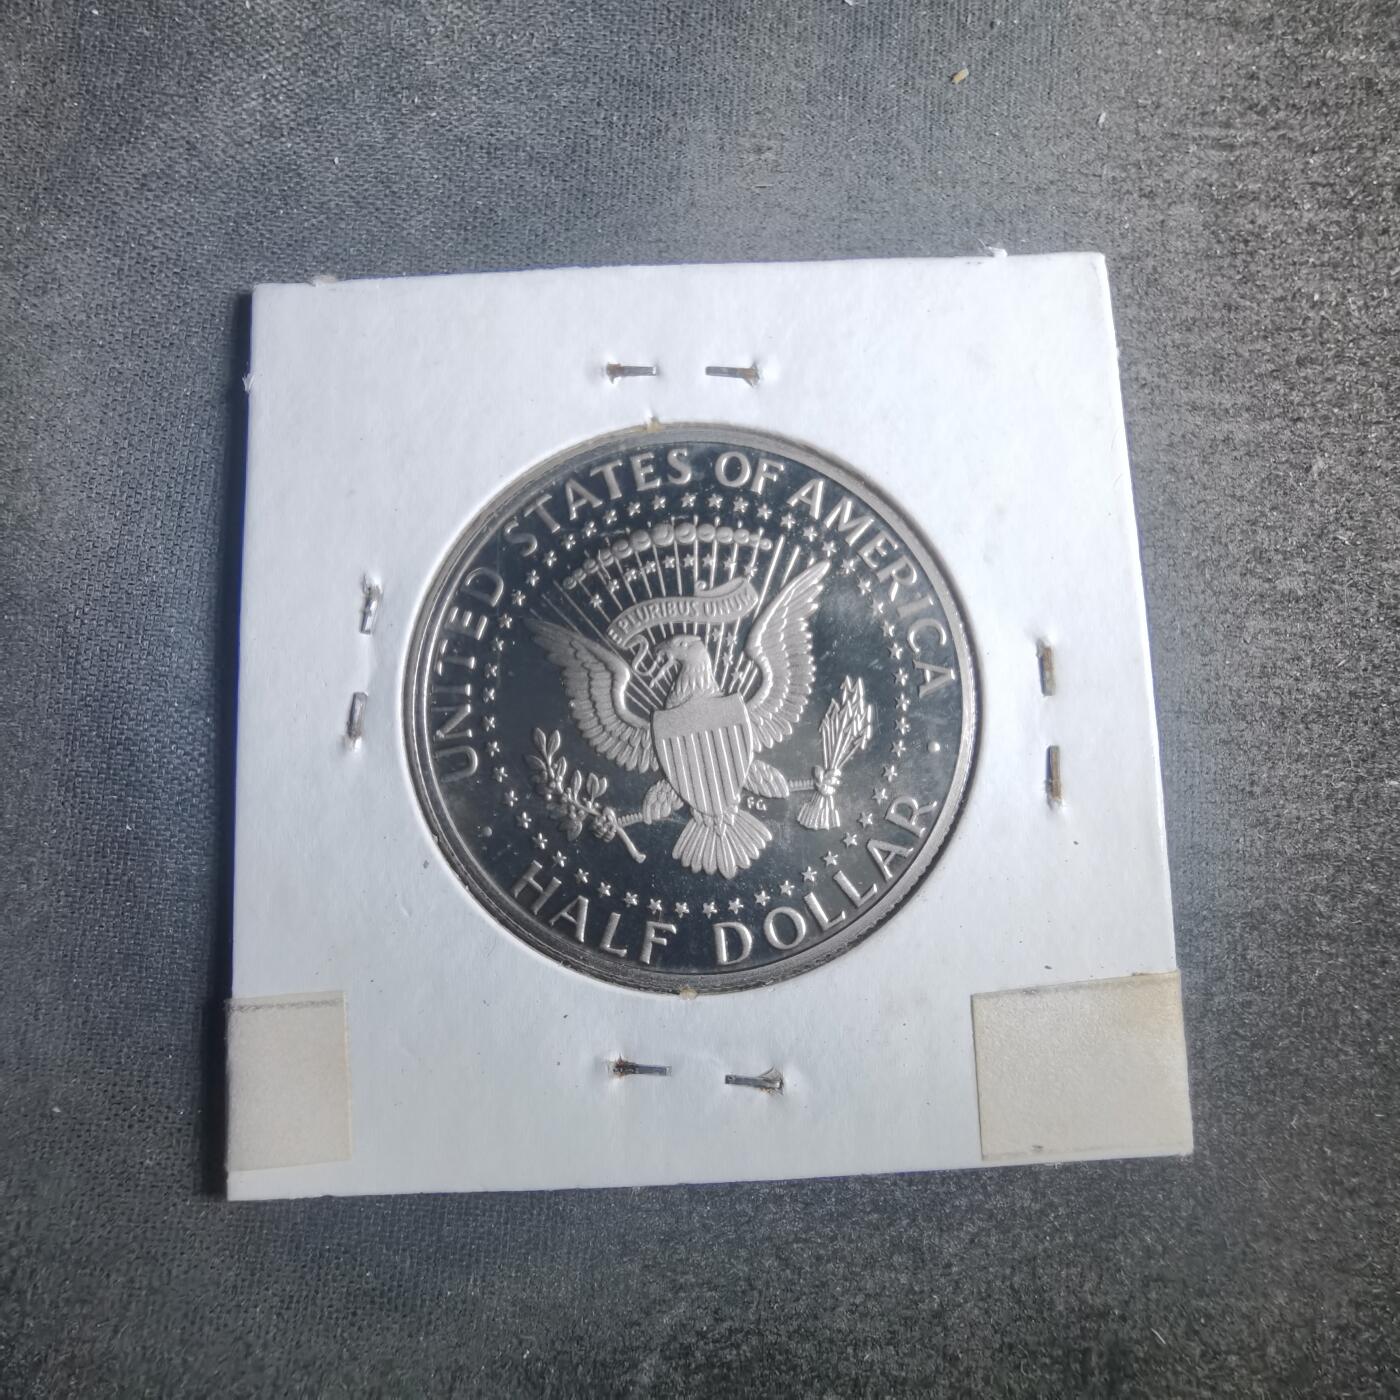 UNITED STATES OF AMERICA
E PLURIBUS UNUM
FG
HALF DOLLAR